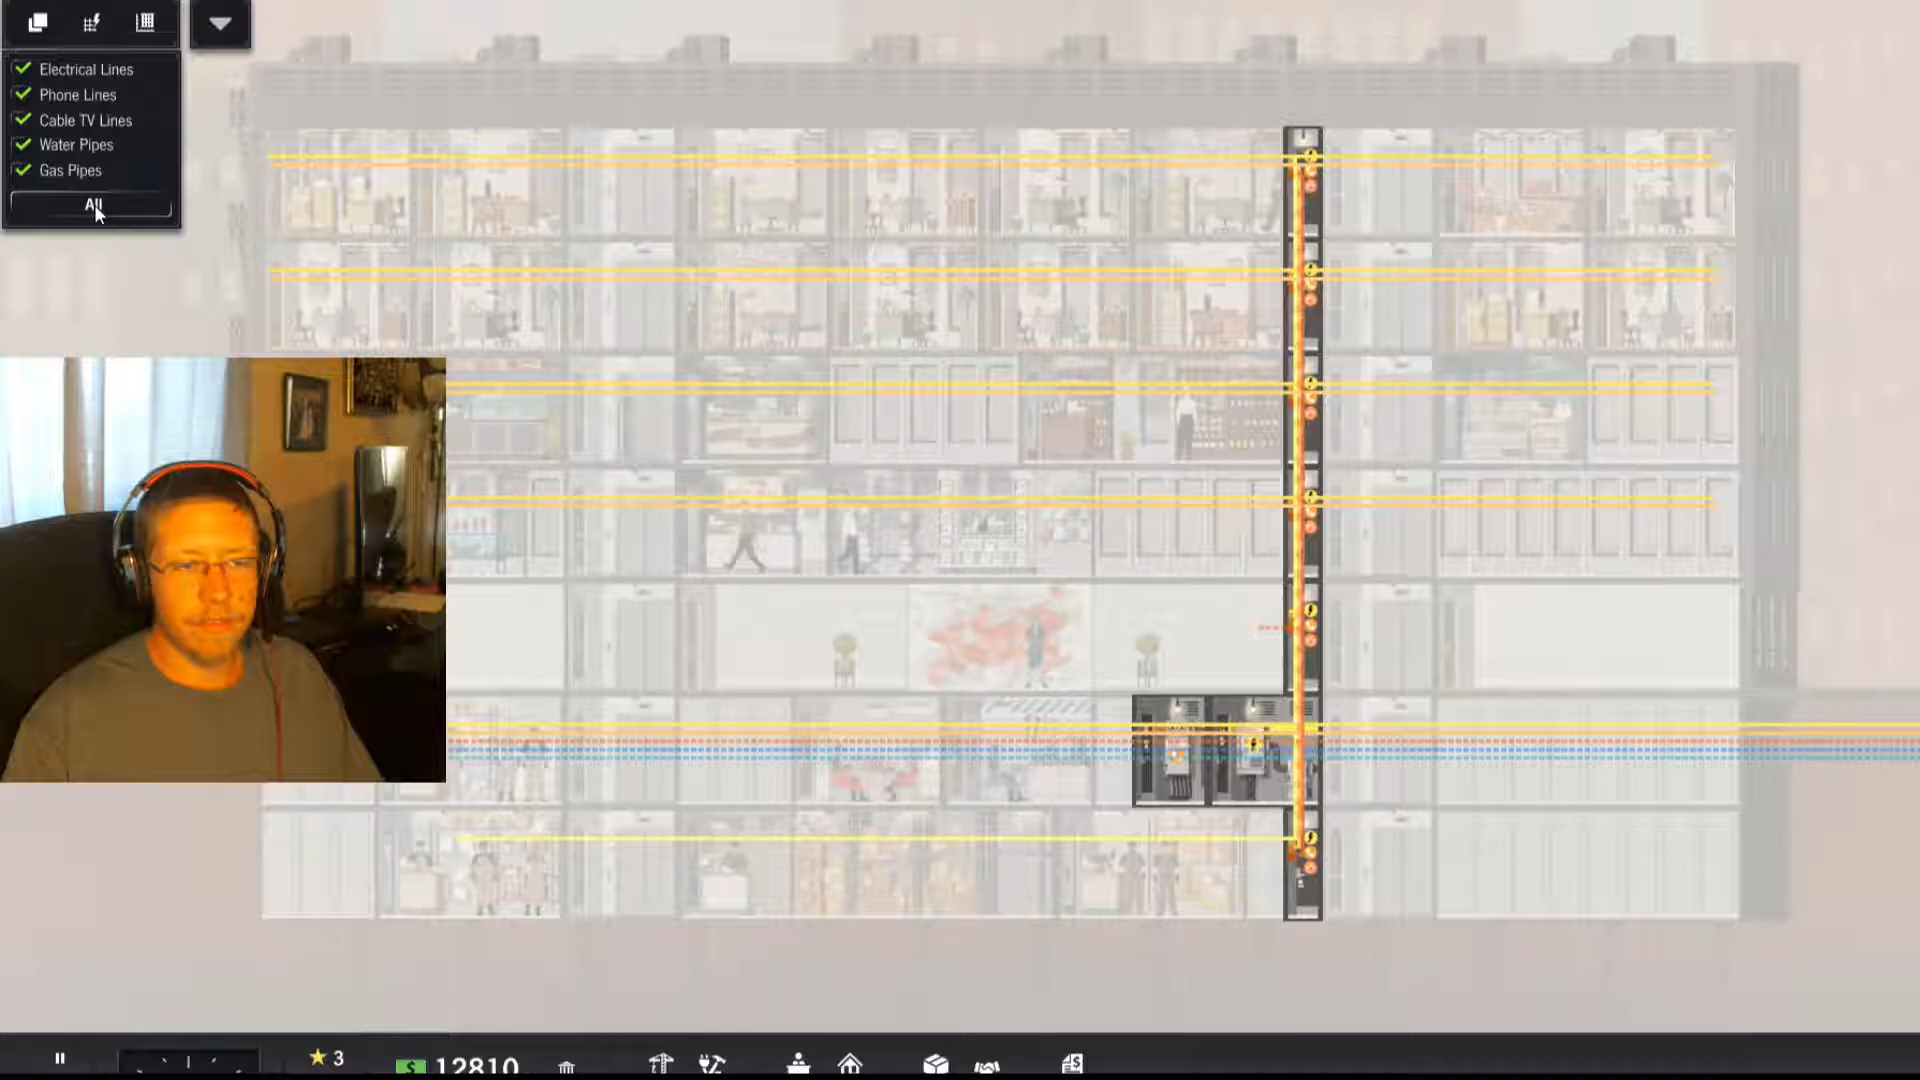 Electrical Lines
Phone Lines
Cable TV Lines
Water Pipes
Gas Pipes
All
3
$ 12810